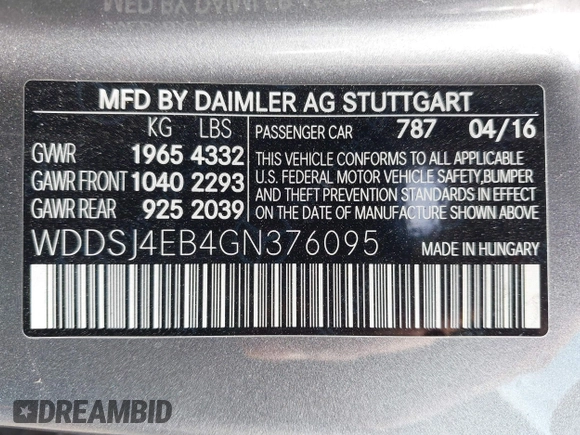 MFD BY DAIMLER AG STUTTGART
KG LBS PASSENGER CAR 787 04/16
GVWR 1965 4332
GAWR FRONT 1040 2293
GAWR REAR 925 2039
THIS VEHICLE CONFORMS TO ALL APPLICABLE
U.S. FEDERAL MOTOR VEHICLE SAFETY, BUMPER
AND THEFT PREVENTION STANDARDS IN EFFECT
ON THE DATE OF MANUFACTURE SHOWN ABOVE
WDDSJ4EB4GN376095 MADE IN HUNGARY
DREAMBID